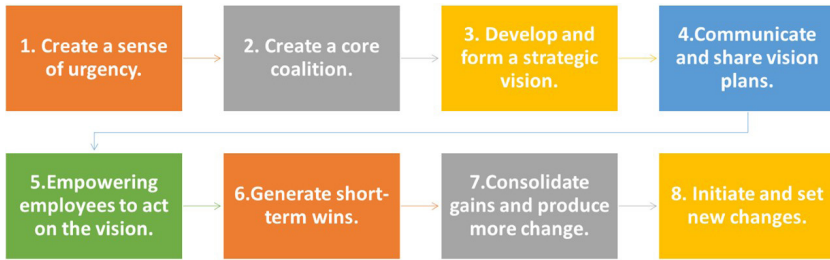 1. Create a sense
of urgency.
2. Create a core
coalition.
3. Develop and
form a strategic
vision.
4.Communicate
and share vision
plans.
5.Empowering
employees to act
on the vision.
6.Generate short-
term wins.
7.Consolidate
gains and produce
more change.
8. Initiate and set
new changes.